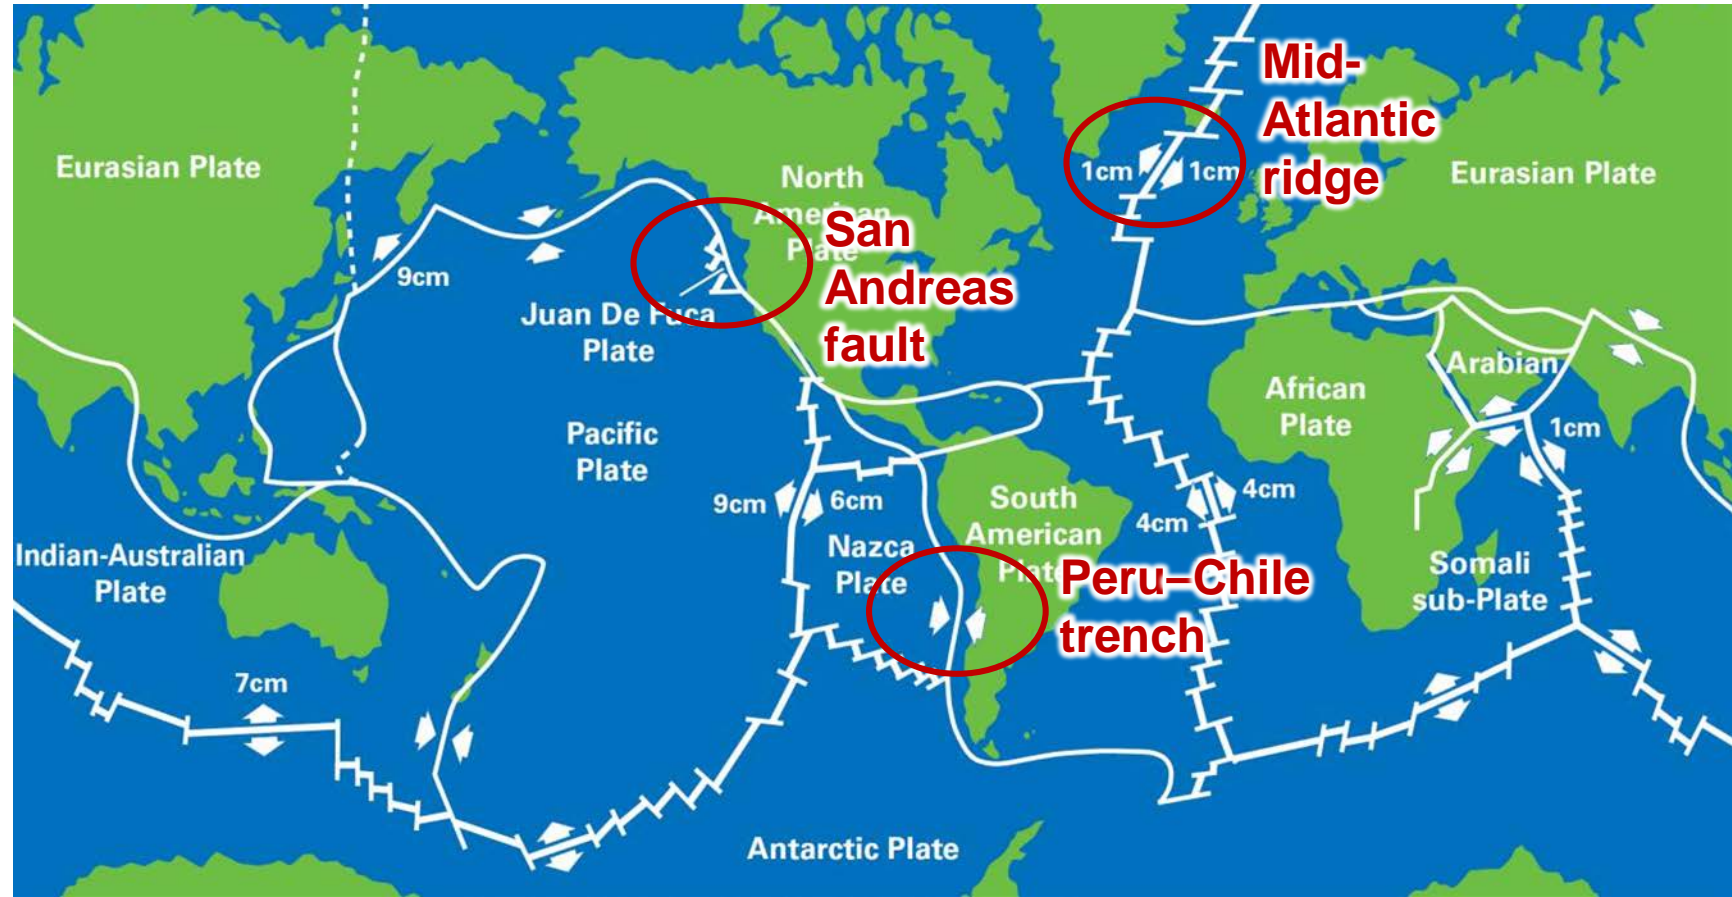 Mid-
Atlantic
ridge
Eurasian Plate
North
American
Plate
1cm
1cm
Eurasian Plate
San
Andreas
fault
9cm
Juan De Fuca
Plate
Arabian
African
Plate
Pacific
Plate
1cm
9cm
6cm
4cm
4cm
South
American
Plate
Nazca
Plate
Peru–Chile
trench
Indian-Australian
Plate
Somali
sub-Plate
7cm
Antarctic Plate